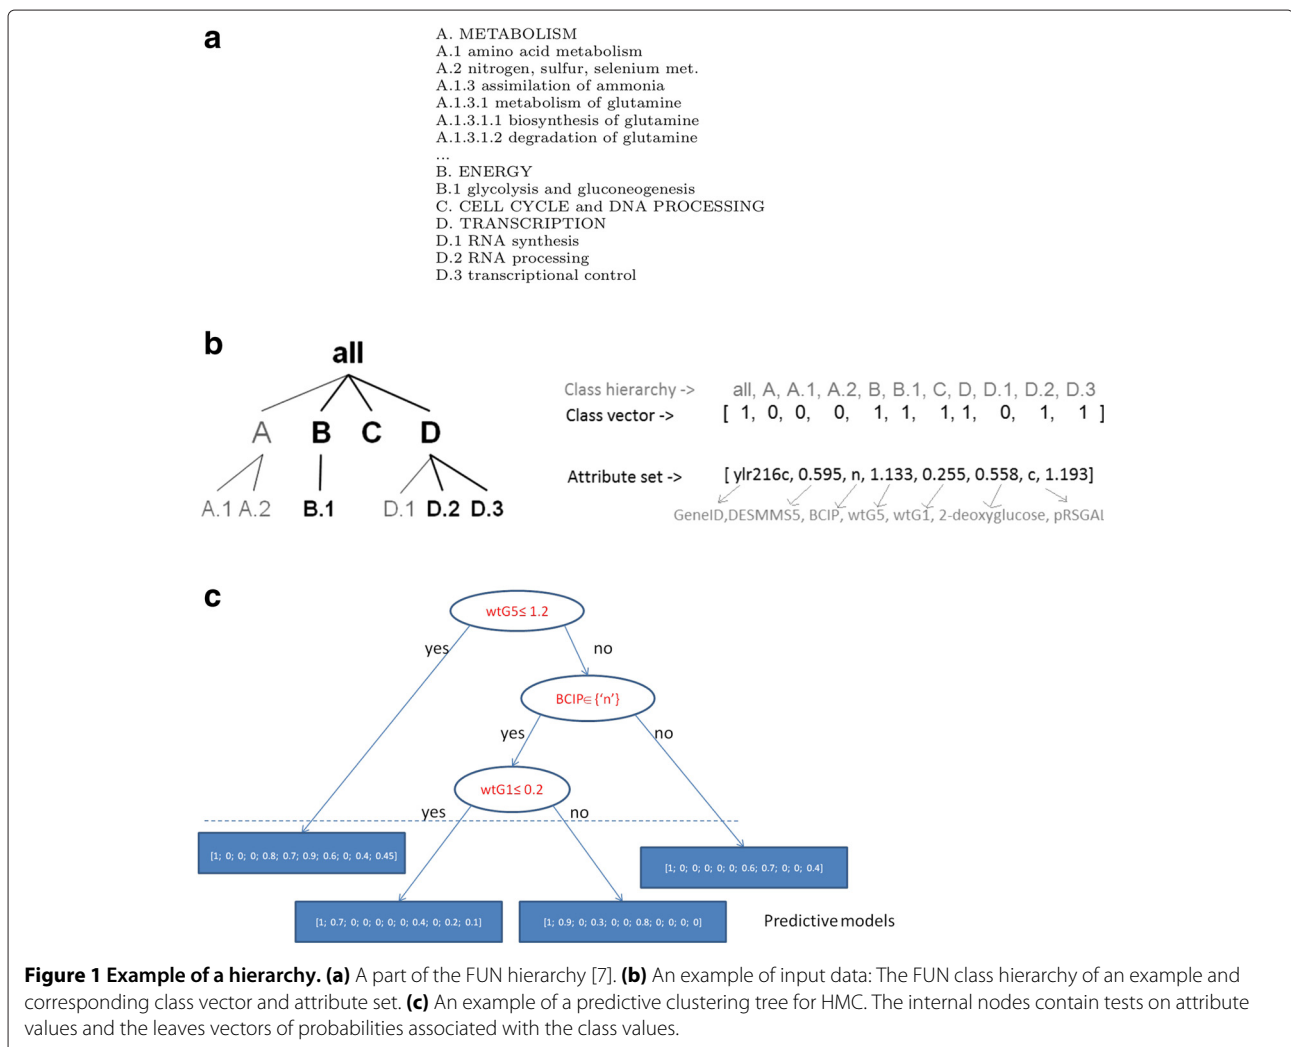 a
A. METABOLISM
A.1 amino acid metabolism
A.2 nitrogen, sulfur, selenium met.
A.1.3 assimilation of ammonia
A.1.3.1 metabolism of glutamine
A.1.3.1.1 biosynthesis of glutamine
A.1.3.1.2 degradation of glutamine
...
B. ENERGY
B.1 glycolysis and gluconeogenesis
C. CELL CYCLE and DNA PROCESSING
D. TRANSCRIPTION
D.1 RNA synthesis
D.2 RNA processing
D.3 transcriptional control
b
all
A B C D
A.1 A.2 B.1 D.1 D.2 D.3
Class hierarchy -> all, A, A.1, A.2, B, B.1, C, D, D.1, D.2, D.3
Class vector -> [ 1, 0, 0, 0, 1, 1, 1, 1, 0, 1, 1 ]
Attribute set -> [ ylr216c, 0.595, n, 1.133, 0.255, 0.558, c, 1.193]
GeneID,DESMMS5, BCIP, wtG5, wtG1, 2-deoxyglucose, pRSGAL
c
wtG5≤ 1.2
yes no
BCIP∈ {‘n’}
yes no
wtG1≤ 0.2
yes no
[1; 0; 0; 0; 0.8; 0.7; 0.9; 0.6; 0; 0.4; 0.45]
[1; 0; 0; 0; 0; 0; 0.6; 0.7; 0; 0; 0.4]
[1; 0.7; 0; 0; 0; 0; 0; 0.4; 0; 0.2; 0.1]
[1; 0.9; 0; 0.3; 0; 0; 0.8; 0; 0; 0; 0]
Predictive models
Figure 1 Example of a hierarchy. (a) A part of the FUN hierarchy [7]. (b) An example of input data: The FUN class hierarchy of an example and
corresponding class vector and attribute set. (c) An example of a predictive clustering tree for HMC. The internal nodes contain tests on attribute
values and the leaves vectors of probabilities associated with the class values.